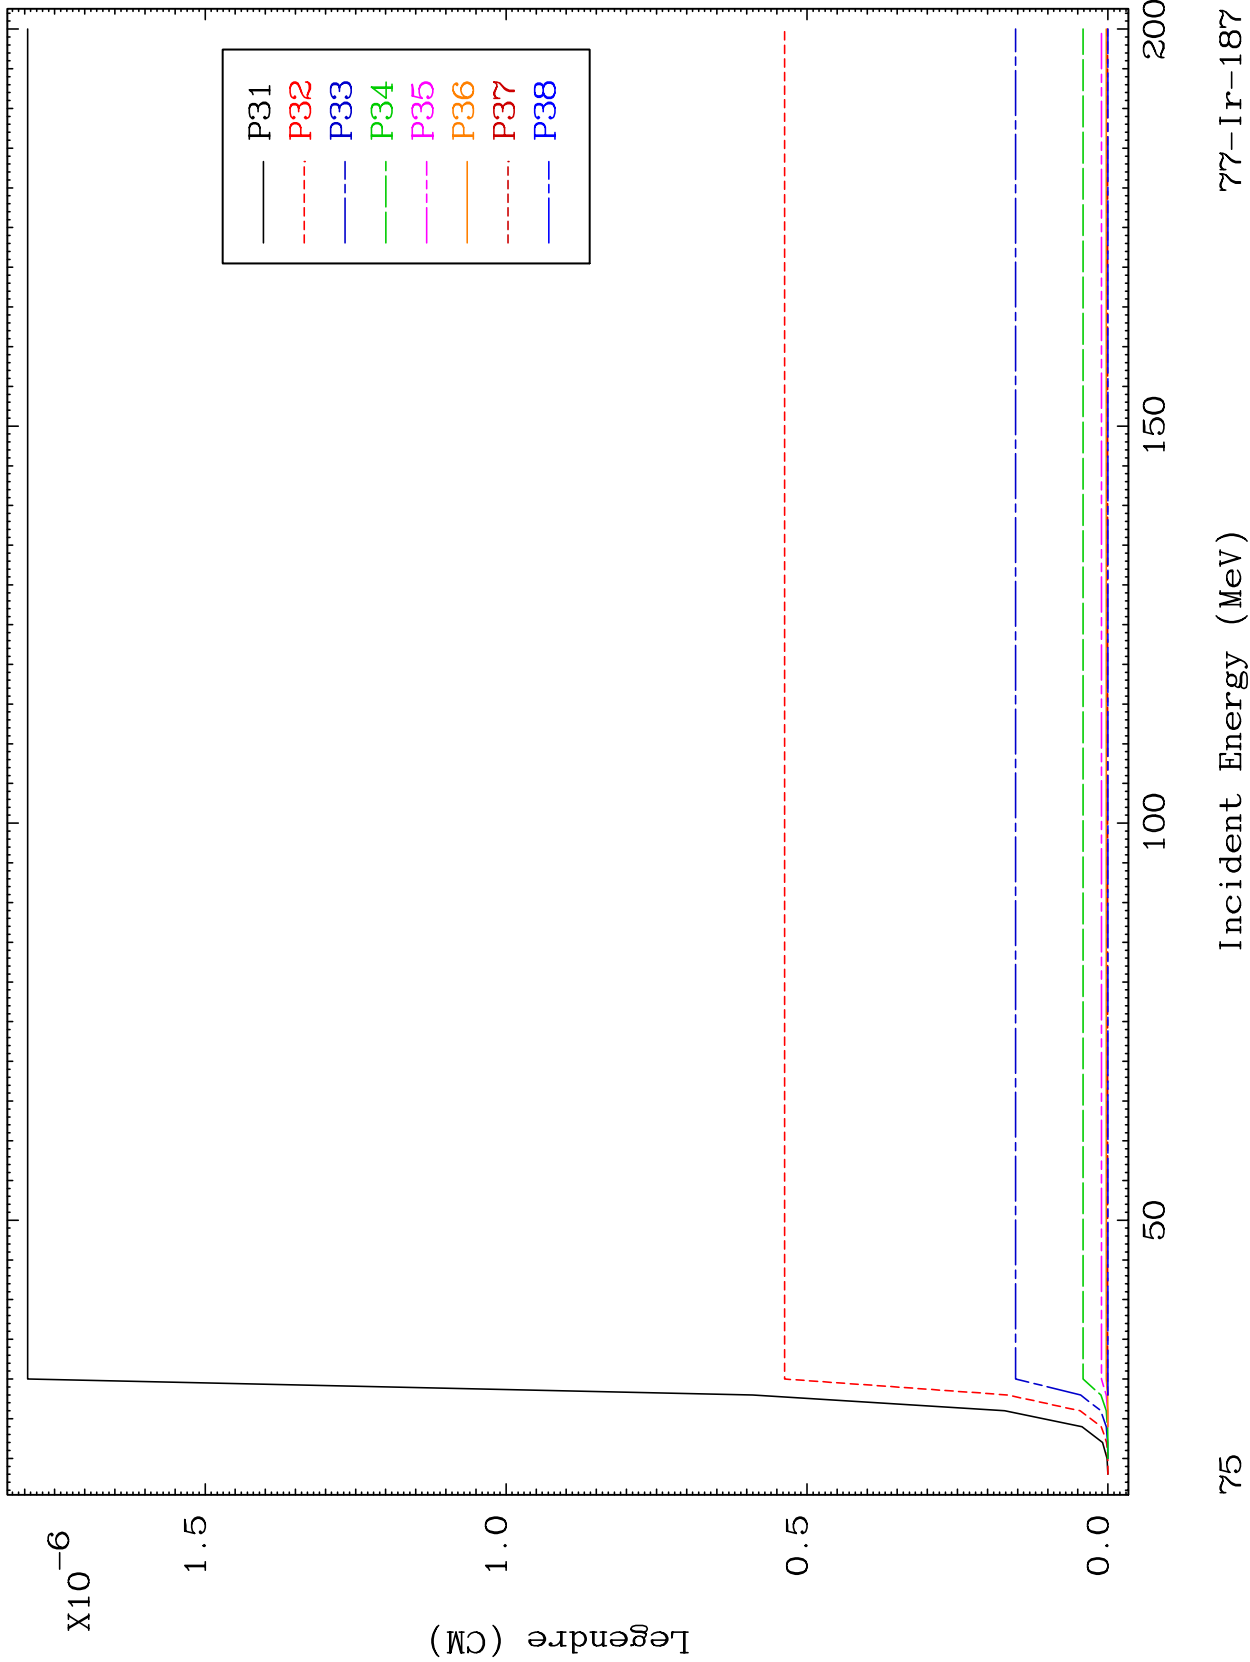 X10-6
1.5
1.0
0.5
0.0
Legendre (CM)
P31
P32
P33
P34
P35
P36
P37
P38
50
100
150
200
Incident Energy (MeV)
75
77-Ir-187